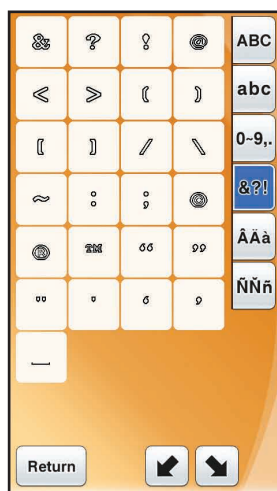 & ? ! @ ABC
< > ( ) abc
[ ] / \ 0~9,.
~ : ; © &?!
® TM “ ” ÂÄà
" ' ‘ ’ ÑÑñ
_
Return